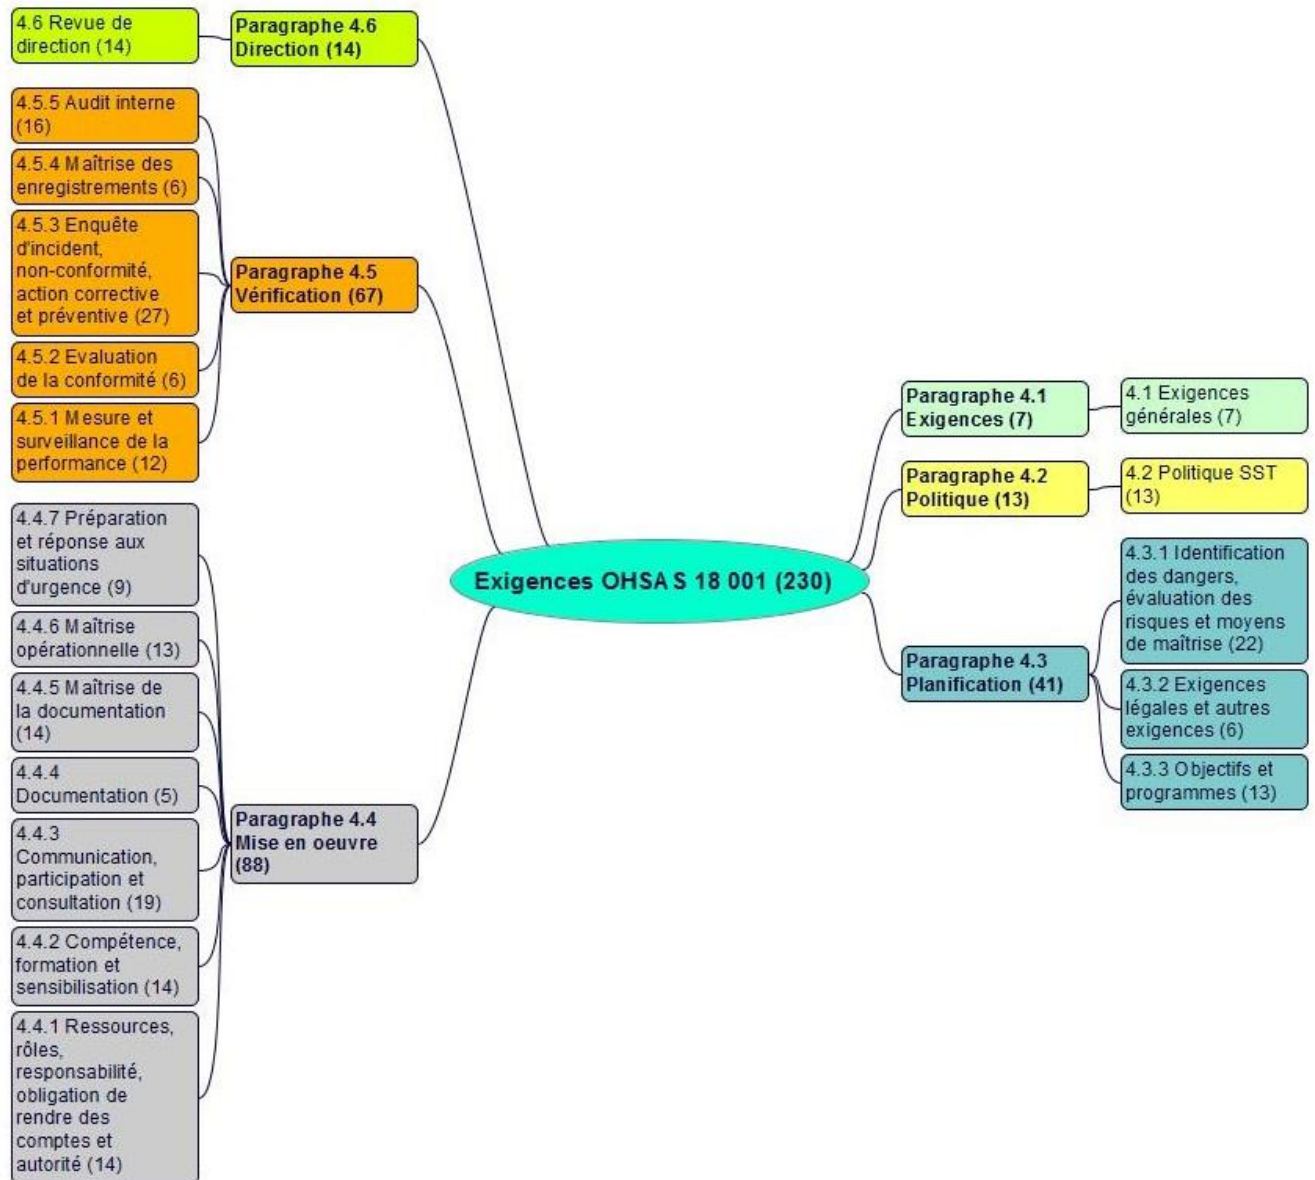 4.6 Revue de
direction (14)
Paragraphe 4.6
Direction (14)
4.5.5 Audit interne
(16)
4.5.4 Maîtrise des
enregistrements (6)
4.5.3 Enquête
d'incident,
non-conformité,
action corrective
et préventive (27)
4.5.2 Evaluation
de la conformité (6)
4.5.1 Mesure et
surveillance de la
performance (12)
Paragraphe 4.5
Vérification (67)
4.4.7 Préparation
et réponse aux
situations
d'urgence (9)
4.4.6 Maîtrise
opérationnelle (13)
4.4.5 Maîtrise de
la documentation
(14)
4.4.4
Documentation (5)
4.4.3
Communication,
participation et
consultation (19)
4.4.2 Compétence,
formation et
sensibilisation (14)
4.4.1 Ressources,
rôles,
responsabilité,
obligation de
rendre des
comptes et
autorité (14)
Paragraphe 4.4
Mise en oeuvre
(88)
Exigences OHSAS 18 001 (230)
Paragraphe 4.1
Exigences (7)
4.1 Exigences
générales (7)
Paragraphe 4.2
Politique (13)
4.2 Politique SST
(13)
Paragraphe 4.3
Planification (41)
4.3.1 Identification
des dangers,
évaluation des
risques et moyens
de maîtrise (22)
4.3.2 Exigences
légales et autres
exigences (6)
4.3.3 Objectifs et
programmes (13)